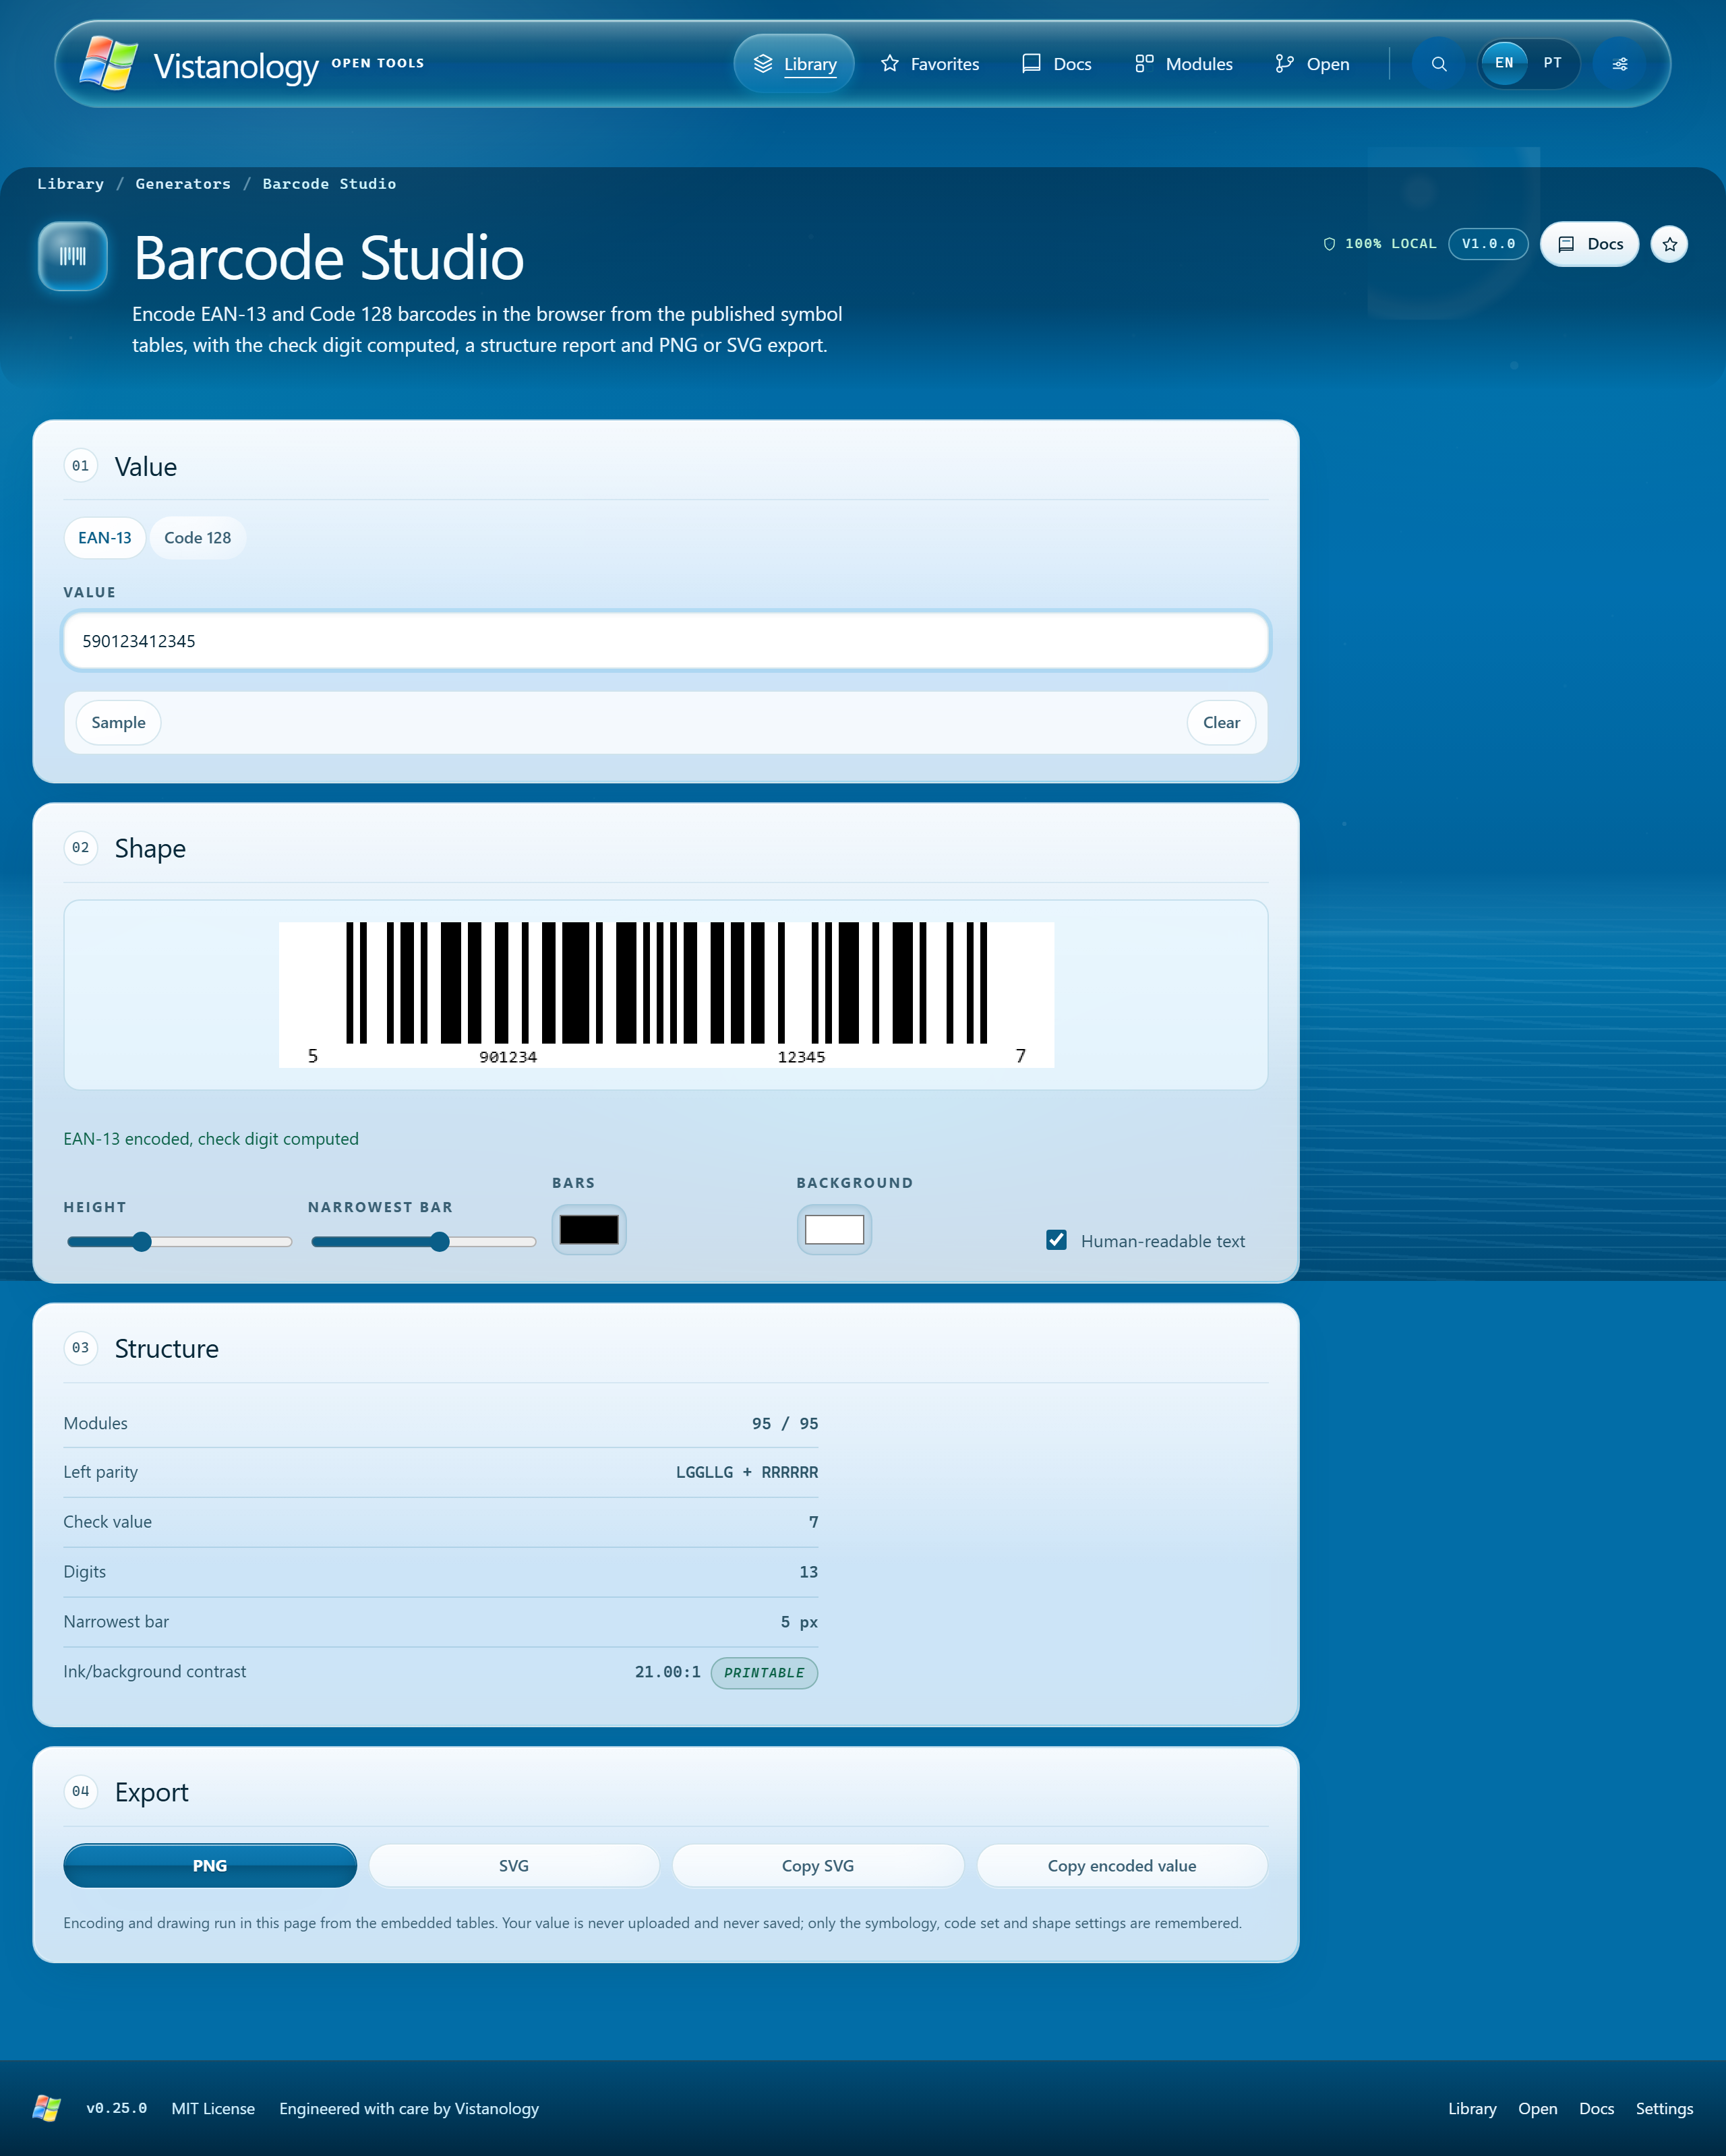 Vistanology OPEN TOOLS Library Favorites Docs Modules Open EN PT
Library / Generators / Barcode Studio
Barcode Studio
100% LOCAL V1.0.0 Docs
Encode EAN-13 and Code 128 barcodes in the browser from the published symbol
tables, with the check digit computed, a structure report and PNG or SVG export.
01 Value
EAN-13 Code 128
VALUE
590123412345
Sample Clear
02 Shape
5 901234 12345 7
EAN-13 encoded, check digit computed
HEIGHT NARROWEST BAR BARS BACKGROUND
Human-readable text
03 Structure
Modules 95 / 95
Left parity LGGLLG + RRRRRR
Check value 7
Digits 13
Narrowest bar 5 px
Ink/background contrast 21.00:1 PRINTABLE
04 Export
PNG SVG Copy SVG Copy encoded value
Encoding and drawing run in this page from the embedded tables. Your value is never uploaded and never saved; only the symbology, code set and shape settings are remembered.
v0.25.0 MIT License Engineered with care by Vistanology Library Open Docs Settings